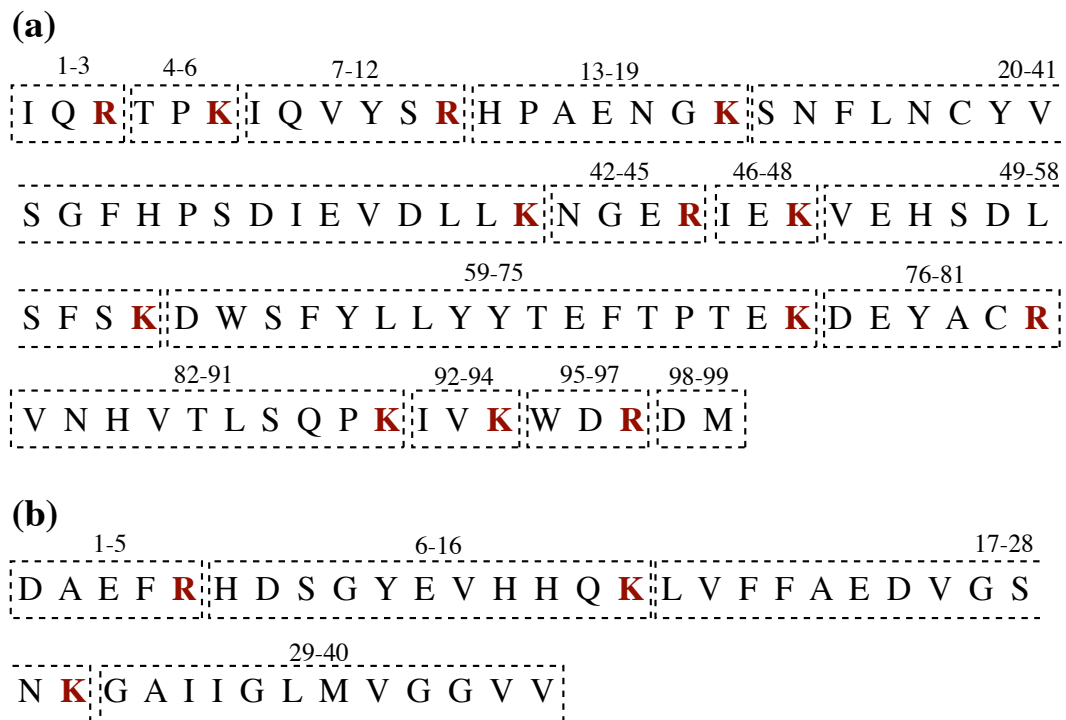 (a)
1-3 4-6 7-12 13-19 20-41
I Q R T P K I Q V Y S R H P A E N G K S N F L N C Y V
42-45 46-48 49-58
S G F H P S D I E V D L L K N G E R I E K V E H S D L
59-75 76-81
S F S K D W S F Y L L Y Y T E F T P T E K D E Y A C R
82-91 92-94 95-97 98-99
V N H V T L S Q P K I V K W D R D M
(b)
1-5 6-16 17-28
D A E F R H D S G Y E V H H Q K L V F F A E D V G S
29-40
N K G A I I G L M V G G V V